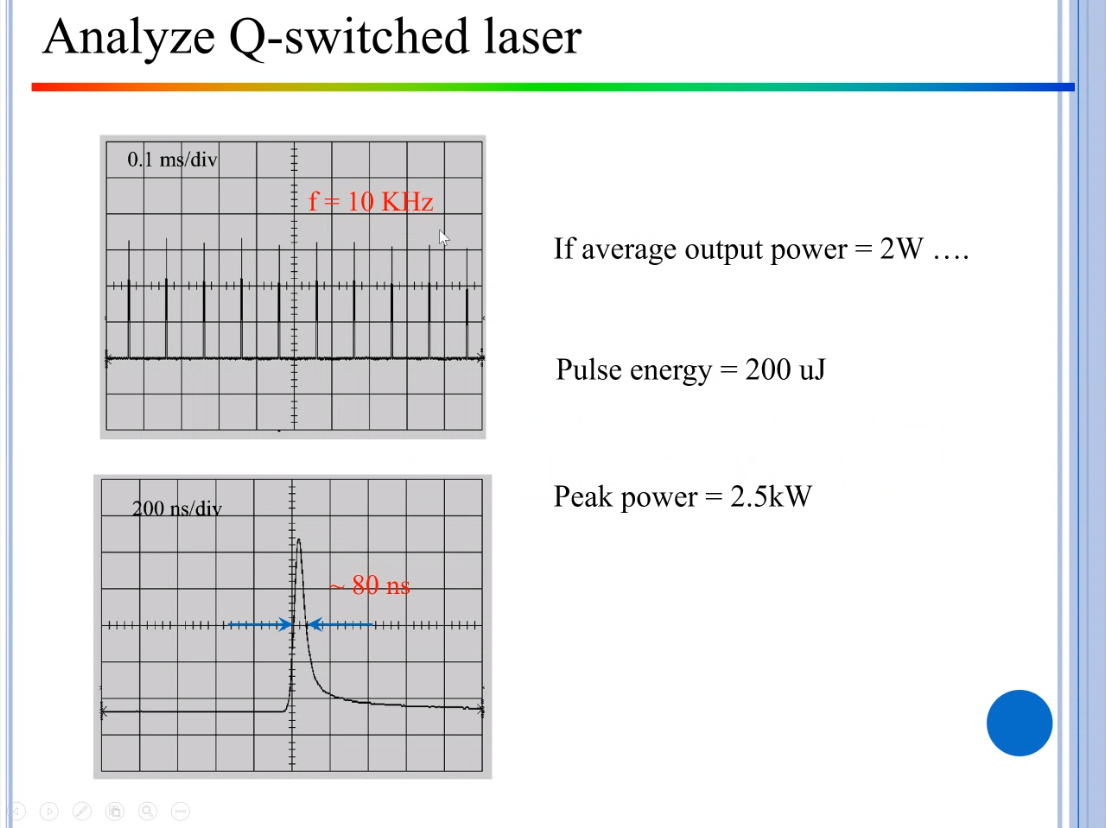 Analyze Q-switched laser
0.1 ms/div
f = 10 KHz
If average output power = 2W ….
Pulse energy = 200 uJ
Peak power = 2.5kW
200 ns/div
~ 80 ns